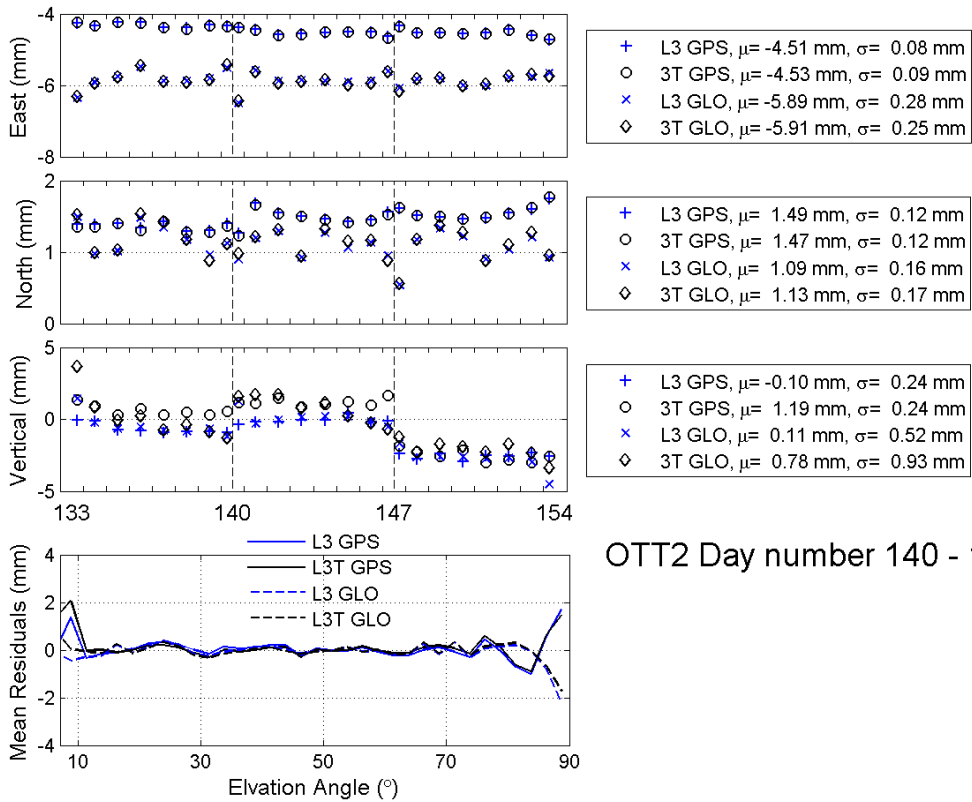 -4
-6
-8
East (mm)
+ L3 GPS, μ= -4.51 mm, σ= 0.08 mm
○ 3T GPS, μ= -4.53 mm, σ= 0.09 mm
× L3 GLO, μ= -5.89 mm, σ= 0.28 mm
◇ 3T GLO, μ= -5.91 mm, σ= 0.25 mm
2
1
0
North (mm)
+ L3 GPS, μ= 1.49 mm, σ= 0.12 mm
○ 3T GPS, μ= 1.47 mm, σ= 0.12 mm
× L3 GLO, μ= 1.09 mm, σ= 0.16 mm
◇ 3T GLO, μ= 1.13 mm, σ= 0.17 mm
5
0
-5
Vertical (mm)
+ L3 GPS, μ= -0.10 mm, σ= 0.24 mm
○ 3T GPS, μ= 1.19 mm, σ= 0.24 mm
× L3 GLO, μ= 0.11 mm, σ= 0.52 mm
◇ 3T GLO, μ= 0.78 mm, σ= 0.93 mm
133 140 147 154
L3 GPS
L3T GPS
L3 GLO
L3T GLO
4
2
0
-2
-4
Mean Residuals (mm)
10 30 50 70 90
Elvation Angle (°)
OTT2 Day number 140 -